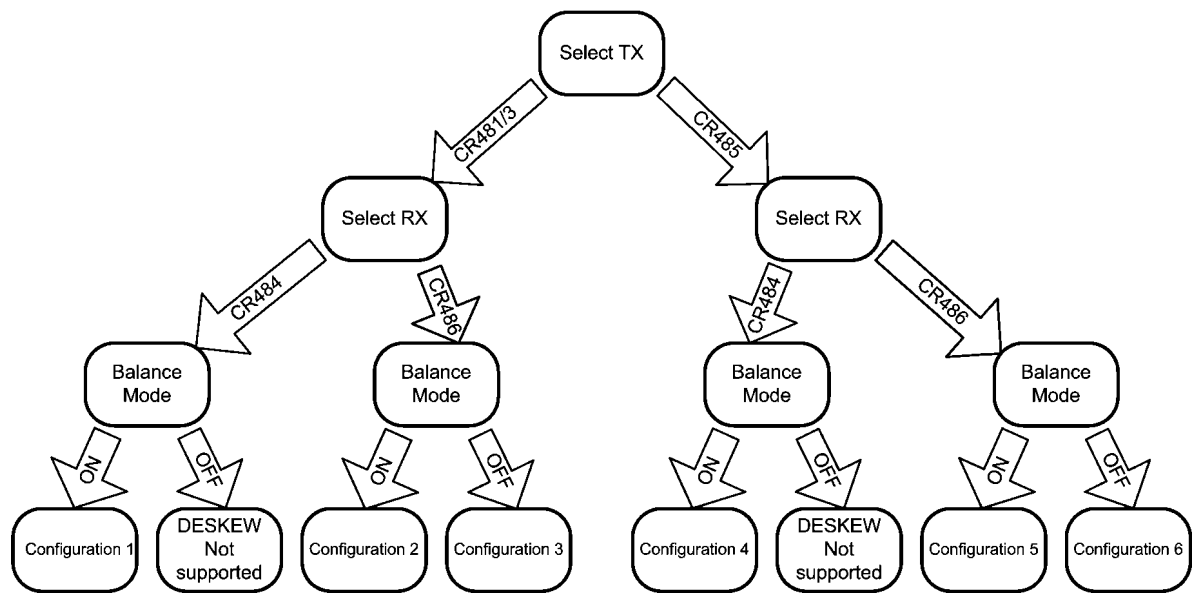 Select TX
CR481/3
CR485
Select RX
Select RX
CR484
CR486
CR484
CR486
Balance
Mode
Balance
Mode
Balance
Mode
Balance
Mode
ON
OFF
ON
OFF
ON
OFF
ON
OFF
Configuration 1
DESKEW
Not
supported
Configuration 2
Configuration 3
Configuration 4
DESKEW
Not
supported
Configuration 5
Configuration 6